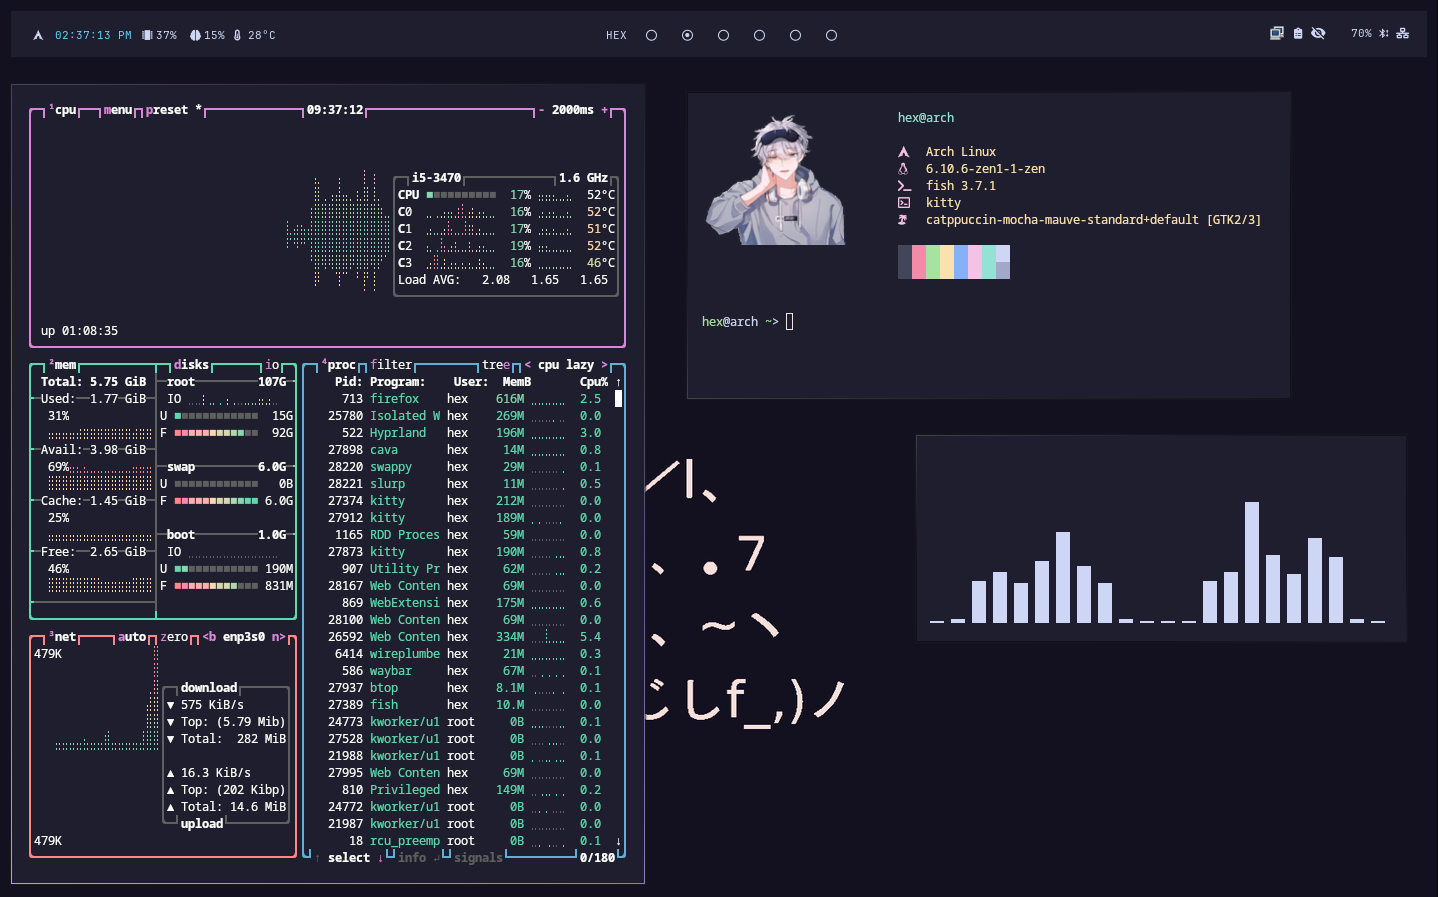 02:37:13 PM 37% 15% 28°C
HEX
70%
¹cpu menu preset * 09:37:12 - 2000ms +
i5-3470 1.6 GHz
CPU 17% 52°C
C0 16% 52°C
C1 17% 51°C
C2 19% 52°C
C3 16% 46°C
Load AVG: 2.08 1.65 1.65
up 01:08:35
²mem disks io
Total: 5.75 GiB
Used: 1.77 GiB
31%
Avail: 3.98 GiB
69%
Cache: 1.45 GiB
25%
Free: 2.65 GiB
46%
root 107G
IO
U 15G
F 92G
swap 6.0G
U 0B
F 6.0G
boot 1.0G
IO
U 190M
F 831M
³net auto zero <b enp3s0 n>
479K
download
▼ 575 KiB/s
▼ Top: (5.79 Mib)
▼ Total: 282 MiB
▲ 16.3 KiB/s
▲ Top: (202 Kibp)
▲ Total: 14.6 MiB
upload
479K
⁴proc filter tree < cpu lazy >
Pid: Program: User: MemB Cpu% ↑
713 firefox hex 616M 2.5
25780 Isolated W hex 269M 0.0
522 Hyprland hex 196M 3.0
27898 cava hex 14M 0.8
28220 swappy hex 29M 0.1
28221 slurp hex 11M 0.5
27374 kitty hex 212M 0.0
27912 kitty hex 189M 0.0
1165 RDD Proces hex 59M 0.0
27873 kitty hex 190M 0.8
907 Utility Pr hex 62M 0.2
28167 Web Conten hex 69M 0.0
869 WebExtensi hex 175M 0.6
28100 Web Conten hex 69M 0.0
26592 Web Conten hex 334M 5.4
6414 wireplumbe hex 21M 0.3
586 waybar hex 67M 0.1
27937 btop hex 8.1M 0.1
27389 fish hex 10.M 0.0
24773 kworker/u1 root 0B 0.1
27528 kworker/u1 root 0B 0.0
21988 kworker/u1 root 0B 0.1
27995 Web Conten hex 69M 0.0
810 Privileged hex 149M 0.2
24772 kworker/u1 root 0B 0.0
21987 kworker/u1 root 0B 0.0
18 rcu_preemp root 0B 0.1 ↓
↑ select ↓ info ↵ signals 0/180
hex@arch
Arch Linux
6.10.6-zen1-1-zen
fish 3.7.1
kitty
catppuccin-mocha-mauve-standard+default [GTK2/3]
hex@arch ~>
／l、
、 。7
、 ~ヽ
じしf_,)ノ